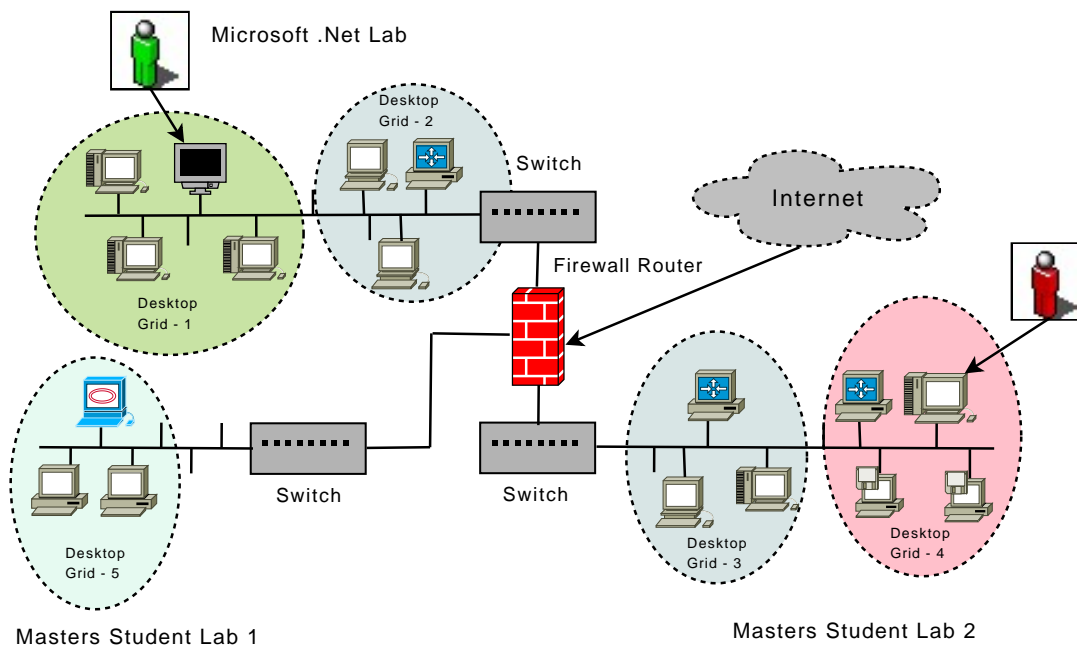 Microsoft .Net Lab
Desktop
Grid - 2
Switch
Internet
Firewall Router
Desktop
Grid - 1
Switch
Switch
Desktop
Grid - 5
Desktop
Grid - 3
Desktop
Grid - 4
Masters Student Lab 1
Masters Student Lab 2